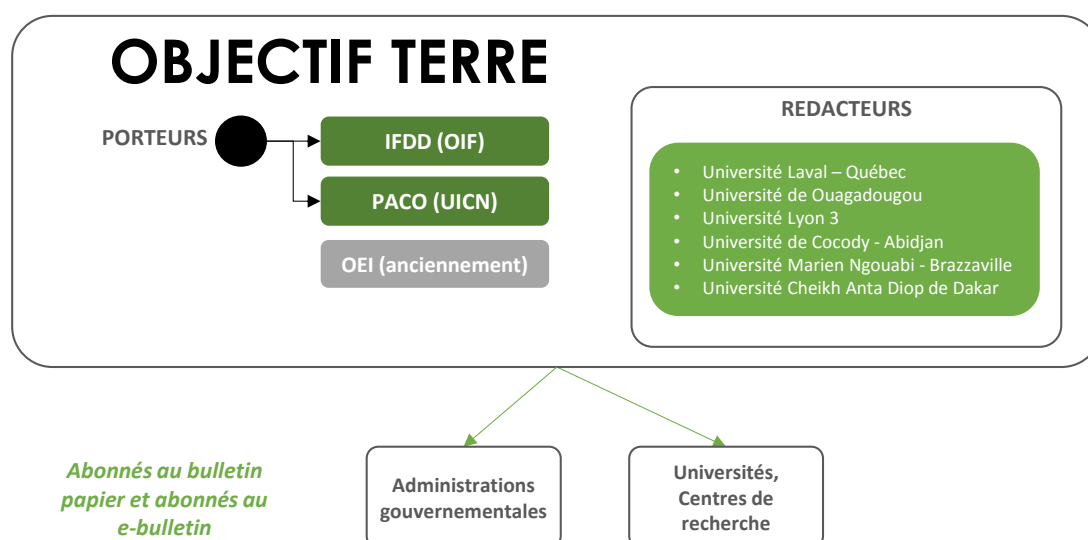 OBJECTIF TERRE
PORTEURS
IFDD (OIF)
PACO (UICN)
OEI (anciennement)
REDACTEURS
• Université Laval – Québec
• Université de Ouagadougou
• Université Lyon 3
• Université de Cocody - Abidjan
• Université Marien Ngouabi - Brazzaville
• Université Cheikh Anta Diop de Dakar
Abonnés au bulletin
papier et abonnés au
e-bulletin
Administrations
gouvernementales
Universités,
Centres de
recherche